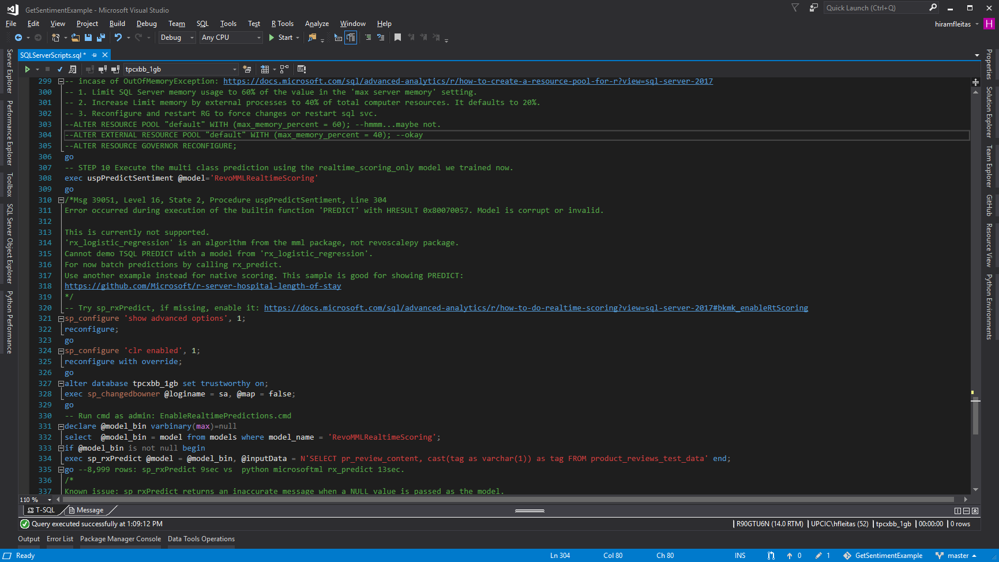 GetSentimentExample - Microsoft Visual Studio
Quick Launch (Ctrl+Q)
File Edit View Project Build Debug Team SQL Tools Test R Tools Analyze Window Help
hiramfleitas H
Debug Any CPU Start
SQLServerScripts.sql*
tpcxbb_1gb
Server Explorer
Performance Explorer
Toolbox
SQL Server Object Explorer
Python Performance
299 -- incase of OutOfMemoryException: https://docs.microsoft.com/sql/advanced-analytics/r/how-to-create-a-resource-pool-for-r?view=sql-server-2017
300 -- 1. Limit SQL Server memory usage to 60% of the value in the 'max server memory' setting.
301 -- 2. Increase Limit memory by external processes to 40% of total computer resources. It defaults to 20%.
302 -- 3. Reconfigure and restart RG to force changes or restart sql svc.
303 --ALTER RESOURCE POOL "default" WITH (max_memory_percent = 60); --hmmm...maybe not.
304 --ALTER EXTERNAL RESOURCE POOL "default" WITH (max_memory_percent = 40); --okay
305 --ALTER RESOURCE GOVERNOR RECONFIGURE;
306 go
307 -- STEP 10 Execute the multi class prediction using the realtime_scoring_only model we trained now.
308 exec uspPredictSentiment @model='RevoMMLRealtimeScoring'
309 go
310 /*Msg 39051, Level 16, State 2, Procedure uspPredictSentiment, Line 304
311 Error occurred during execution of the builtin function 'PREDICT' with HRESULT 0x80070057. Model is corrupt or invalid.
312
313 This is currently not supported.
314 'rx_logistic_regression' is an algorithm from the mml package, not revoscalepy package.
315 Cannot demo TSQL PREDICT with a model from 'rx_logistic_regression'.
316 For now batch predictions by calling rx_predict.
317 Use another example instead for native scoring. This sample is good for showing PREDICT:
318 https://github.com/Microsoft/r-server-hospital-length-of-stay
319 */
320 -- Try sp_rxPredict, if missing, enable it: https://docs.microsoft.com/sql/advanced-analytics/r/how-to-do-realtime-scoring?view=sql-server-2017#bkmk_enableRtScoring
321 sp_configure 'show advanced options', 1;
322 reconfigure;
323 go
324 sp_configure 'clr enabled', 1;
325 reconfigure with override;
326 go
327 alter database tpcxbb_1gb set trustworthy on;
328 exec sp_changedbowner @loginame = sa, @map = false;
329 go
330 -- Run cmd as admin: EnableRealtimePredictions.cmd
331 declare @model_bin varbinary(max)=null
332 select  @model_bin = model from models where model_name = 'RevoMMLRealtimeScoring';
333 if @model_bin is not null begin
334 exec sp_rxPredict @model = @model_bin, @inputData = N'SELECT pr_review_content, cast(tag as varchar(1)) as tag FROM product_reviews_test_data' end;
335 go --8,999 rows: sp_rxPredict 9sec vs  python microsoftml rx_predict 13sec.
336 /*
337 Known issue: sp_rxPredict returns an inaccurate message when a NULL value is passed as the model.
Properties
Solution Explorer
Team Explorer
GitHub
Resource View
Python Environments
110 %
T-SQL Message
Query executed successfully at 1:09:12 PM
R90GTU6N (14.0 RTM) UPCIC\hfleitas (52) tpcxbb_1gb 00:00:00 0 rows
Output Error List Package Manager Console Data Tools Operations
Ready Ln 304 Col 80 Ch 80 INS 0 1 GetSentimentExample master